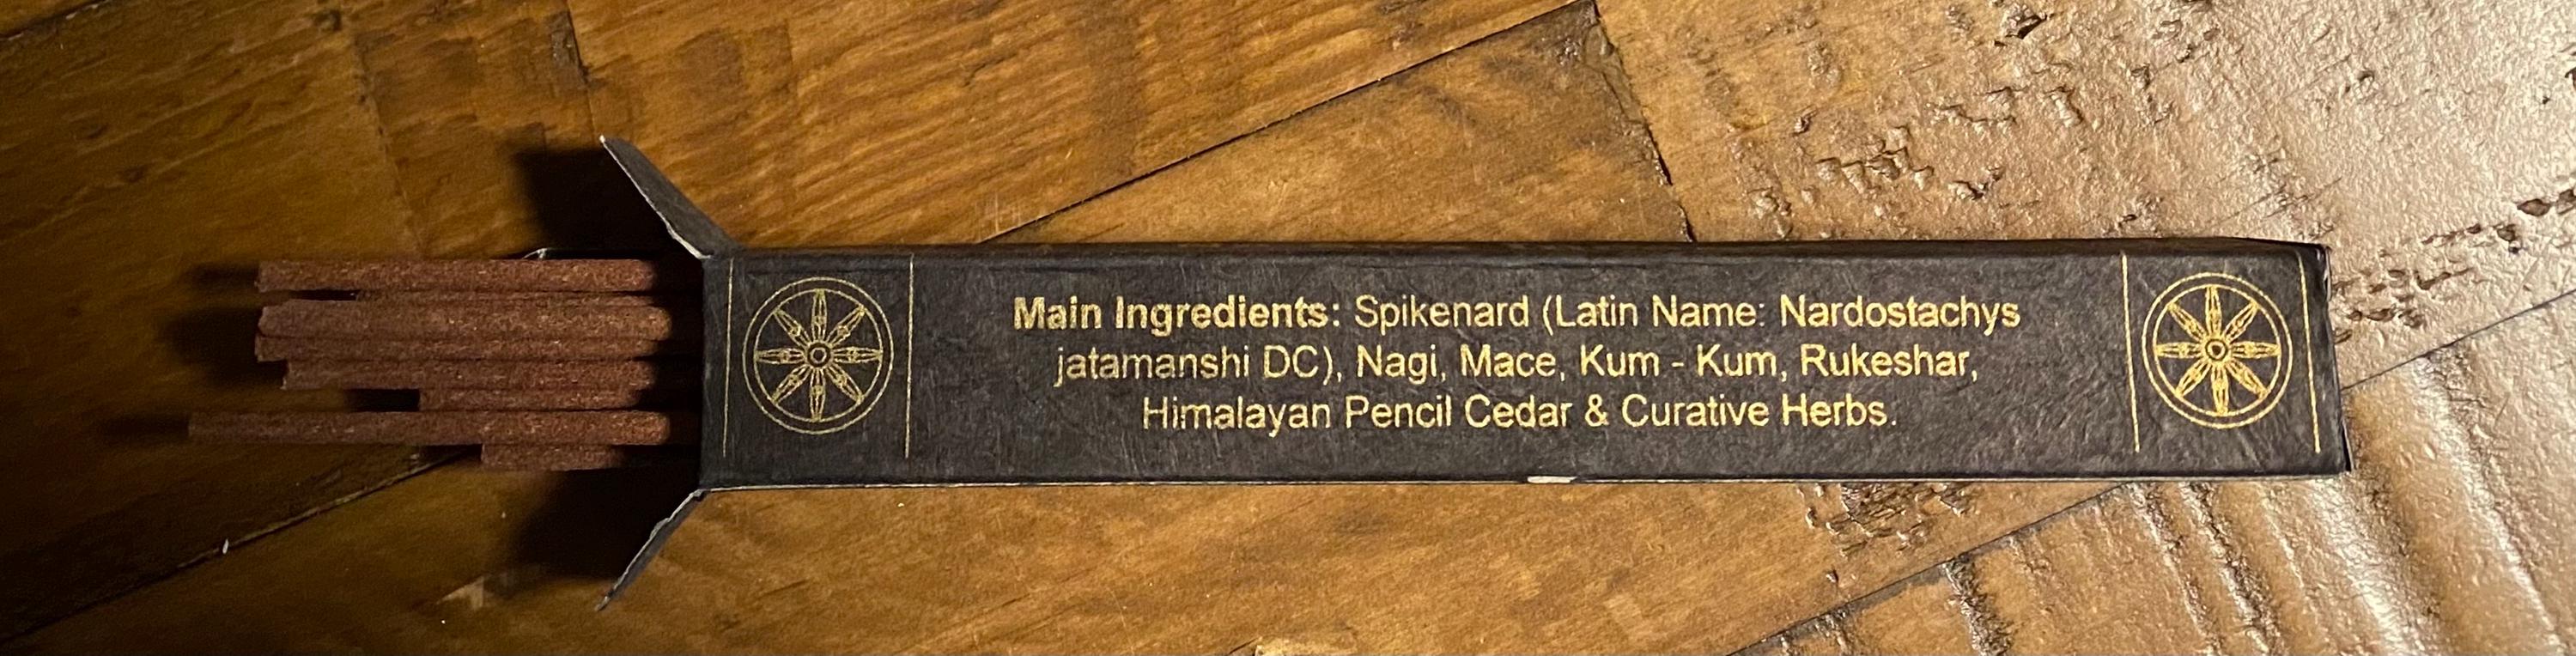 Main Ingredients: Spikenard (Latin Name: Nardostachys
jatamanshi DC), Nagi, Mace, Kum - Kum, Rukeshar,
Himalayan Pencil Cedar & Curative Herbs.